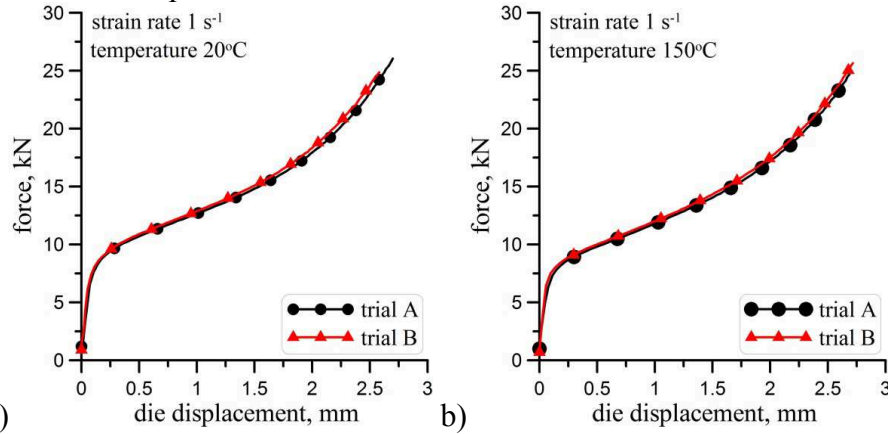 strain rate 1 s⁻¹
temperature 20°C
force, kN
30
25
20
15
10
5
0
0 0.5 1 1.5 2 2.5 3
die displacement, mm
trial A
trial B
)
strain rate 1 s⁻¹
temperature 150°C
force, kN
30
25
20
15
10
5
0
0 0.5 1 1.5 2 2.5 3
die displacement, mm
trial A
trial B
b)